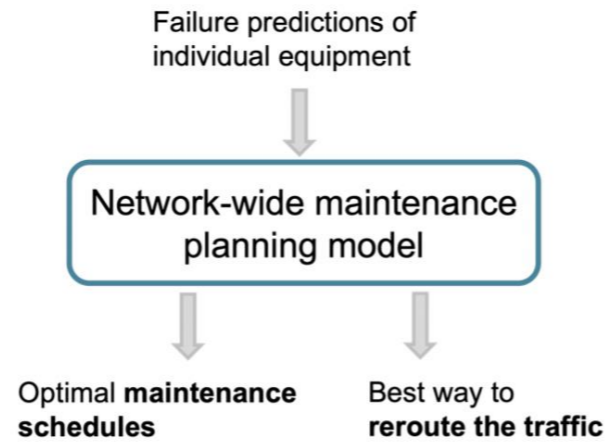 Failure predictions of
individual equipment
Network-wide maintenance
planning model
Optimal maintenance
schedules
Best way to
reroute the traffic